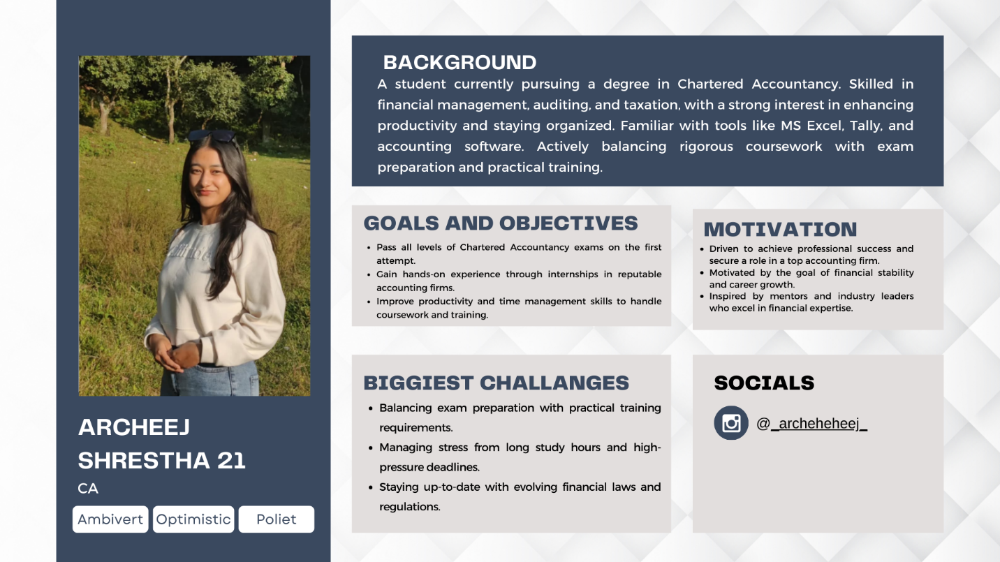 BACKGROUND
A student currently pursuing a degree in Chartered Accountancy. Skilled in
financial management, auditing, and taxation, with a strong interest in enhancing
productivity and staying organized. Familiar with tools like MS Excel, Tally, and
accounting software. Actively balancing rigorous coursework with exam
preparation and practical training.
GOALS AND OBJECTIVES
• Pass all levels of Chartered Accountancy exams on the first
attempt.
• Gain hands-on experience through internships in reputable
accounting firms.
• Improve productivity and time management skills to handle
coursework and training.
MOTIVATION
• Driven to achieve professional success and
secure a role in a top accounting firm.
• Motivated by the goal of financial stability
and career growth.
• Inspired by mentors and industry leaders
who excel in financial expertise.
BIGGIEST CHALLANGES
• Balancing exam preparation with practical training
requirements.
• Managing stress from long study hours and high-
pressure deadlines.
• Staying up-to-date with evolving financial laws and
regulations.
SOCIALS
@_archeheheej_
ARCHEEJ
SHRESTHA 21
CA
Ambivert Optimistic Poliet